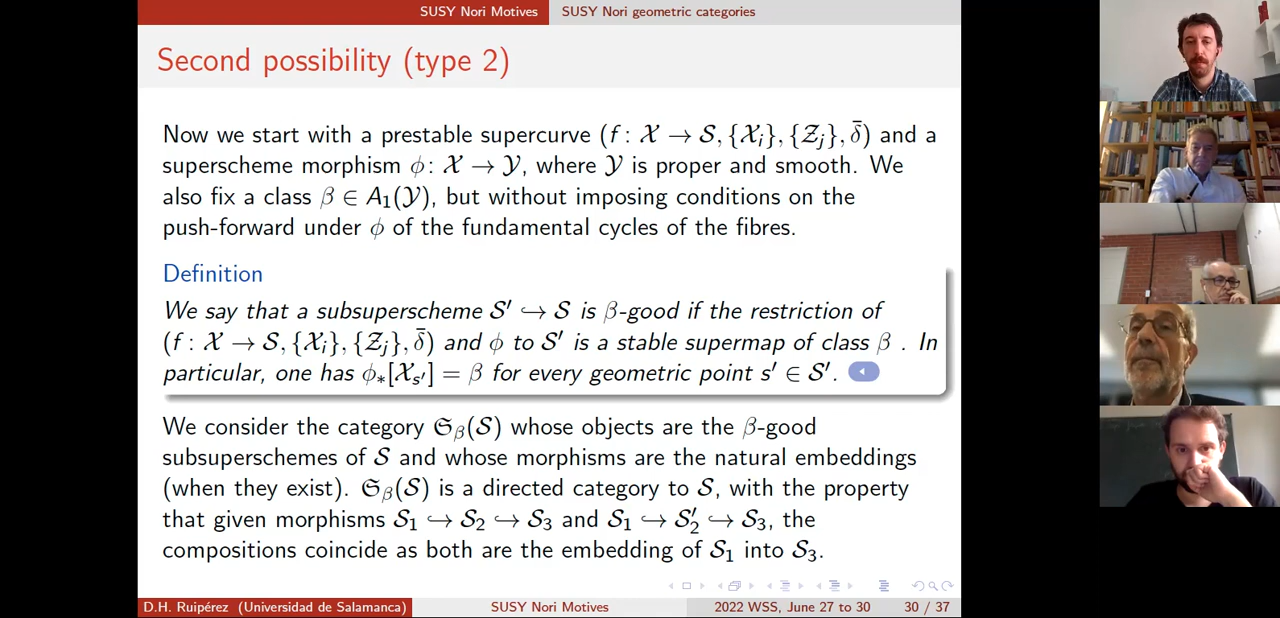 SUSY Nori Motives SUSY Nori geometric categories
Second possibility (type 2)
Now we start with a prestable supercurve (f : 𝒳 → 𝒮, {𝒳ᵢ}, {𝒵ⱼ}, δ̄) and a
superscheme morphism ϕ: 𝒳 → 𝒴, where 𝒴 is proper and smooth. We
also fix a class β ∈ A₁(𝒴), but without imposing conditions on the
push-forward under ϕ of the fundamental cycles of the fibres.
Definition
We say that a subsuperscheme 𝒮′ ↪ 𝒮 is β-good if the restriction of
(f : 𝒳 → 𝒮, {𝒳ᵢ}, {𝒵ⱼ}, δ̄) and ϕ to 𝒮′ is a stable supermap of class β . In
particular, one has ϕ∗[𝒳ₛ′] = β for every geometric point s′ ∈ 𝒮′.
We consider the category 𝔖β(𝒮) whose objects are the β-good
subsuperschemes of 𝒮 and whose morphisms are the natural embeddings
(when they exist). 𝔖β(𝒮) is a directed category to 𝒮, with the property
that given morphisms 𝒮₁ ↪ 𝒮₂ ↪ 𝒮₃ and 𝒮₁ ↪ 𝒮₂′ ↪ 𝒮₃, the
compositions coincide as both are the embedding of 𝒮₁ into 𝒮₃.
D.H. Ruipérez (Universidad de Salamanca) SUSY Nori Motives 2022 WSS, June 27 to 30 30 / 37